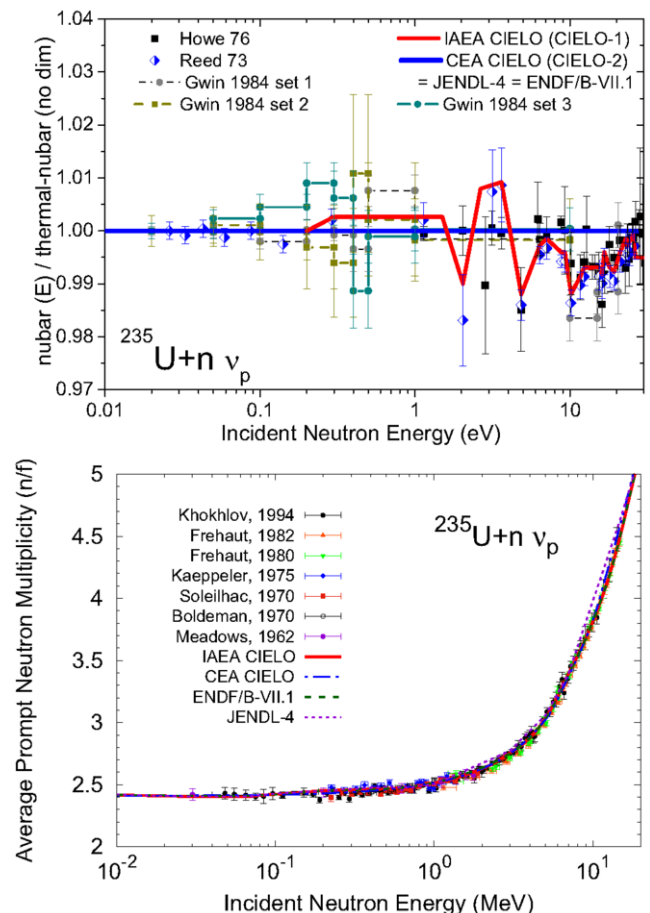 1.04
1.03
1.02
1.01
1.00
0.99
0.98
0.97
nubar (E) / thermal-nubar (no dim)
Howe 76
Reed 73
Gwin 1984 set 1
Gwin 1984 set 2
IAEA CIELO (CIELO-1)
CEA CIELO (CIELO-2)
= JENDL-4 = ENDF/B-VII.1
Gwin 1984 set 3
235U+n νp
0.01 0.1 1 10
Incident Neutron Energy (eV)
5
4.5
4
3.5
3
2.5
2
Average Prompt Neutron Multiplicity (n/f)
235U+n νp
Khokhlov, 1994
Frehaut, 1982
Frehaut, 1980
Kaeppeler, 1975
Soleilhac, 1970
Boldeman, 1970
Meadows, 1962
IAEA CIELO
CEA CIELO
ENDF/B-VII.1
JENDL-4
10-2 10-1 100 101
Incident Neutron Energy (MeV)